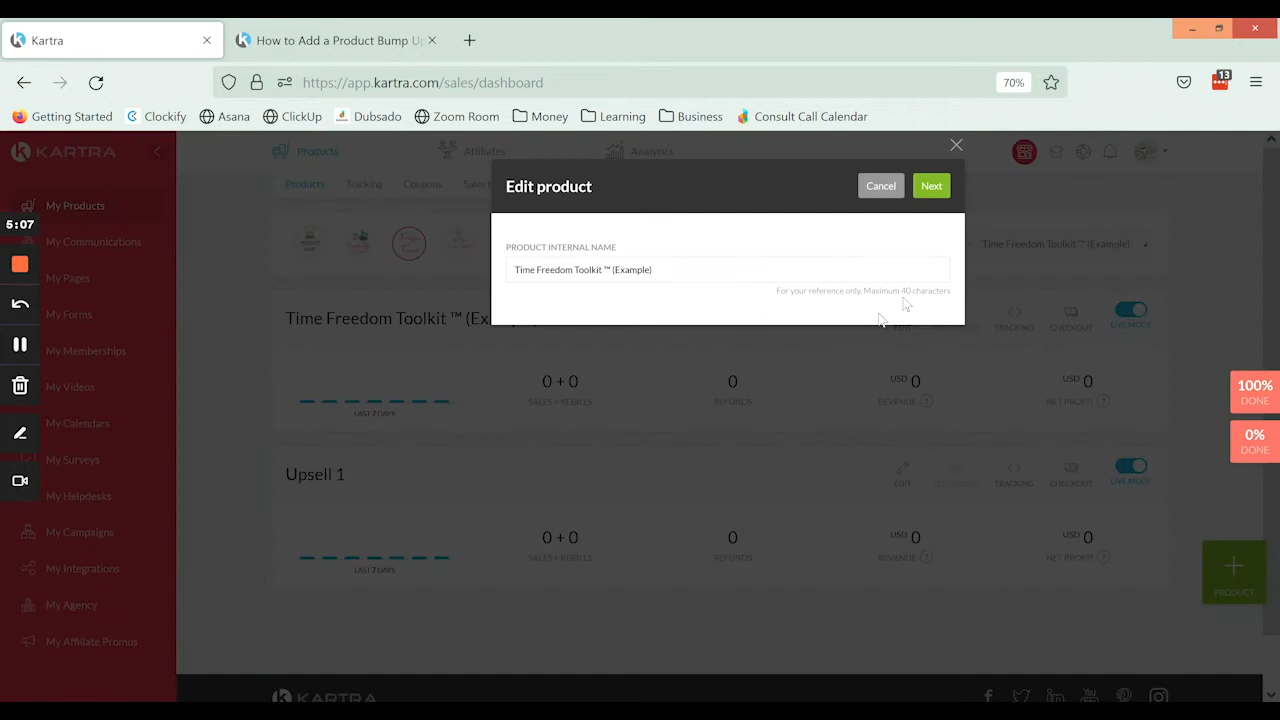 Kartra
How to Add a Product Bump Up
https://app.kartra.com/sales/dashboard
70%
13
Getting Started
Clockify
Asana
ClickUp
Dubsado
Zoom Room
Money
Learning
Business
Consult Call Calendar
KARTRA
Products
Affiliates
Analytics
Products
Tracking
Coupons
Sales
Edit product
Cancel
Next
My Products
5:07
PRODUCT INTERNAL NAME
My Communications
Time Freedom Toolkit ™ (Example)
Time Freedom Toolkit ™ (Example)
My Pages
For your reference only. Maximum 40 characters
My Forms
Time Freedom Toolkit ™ (Ex
EDIT
TRACKING
CHECKOUT
LIVE MODE
My Memberships
My Videos
0 + 0
0
USD 0
USD 0
100%
DONE
LAST 7 DAYS
SALES + REBILLS
REFUNDS
REVENUE ?
NET PROFIT ?
My Calendars
0%
DONE
My Surveys
Upsell 1
EDIT
TRACKING
CHECKOUT
LIVE MODE
My Helpdesks
My Campaigns
0 + 0
0
USD 0
USD 0
LAST 7 DAYS
SALES + REBILLS
REFUNDS
REVENUE ?
NET PROFIT ?
My Integrations
PRODUCT
My Agency
My Affiliate Promos
KARTRA